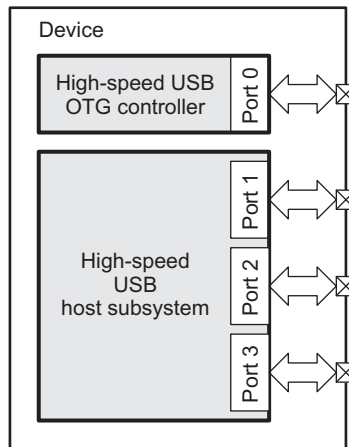 Device
High-speed USB
OTG controller
Port 0
Port 1
High-speed
USB
host subsystem
Port 2
Port 3